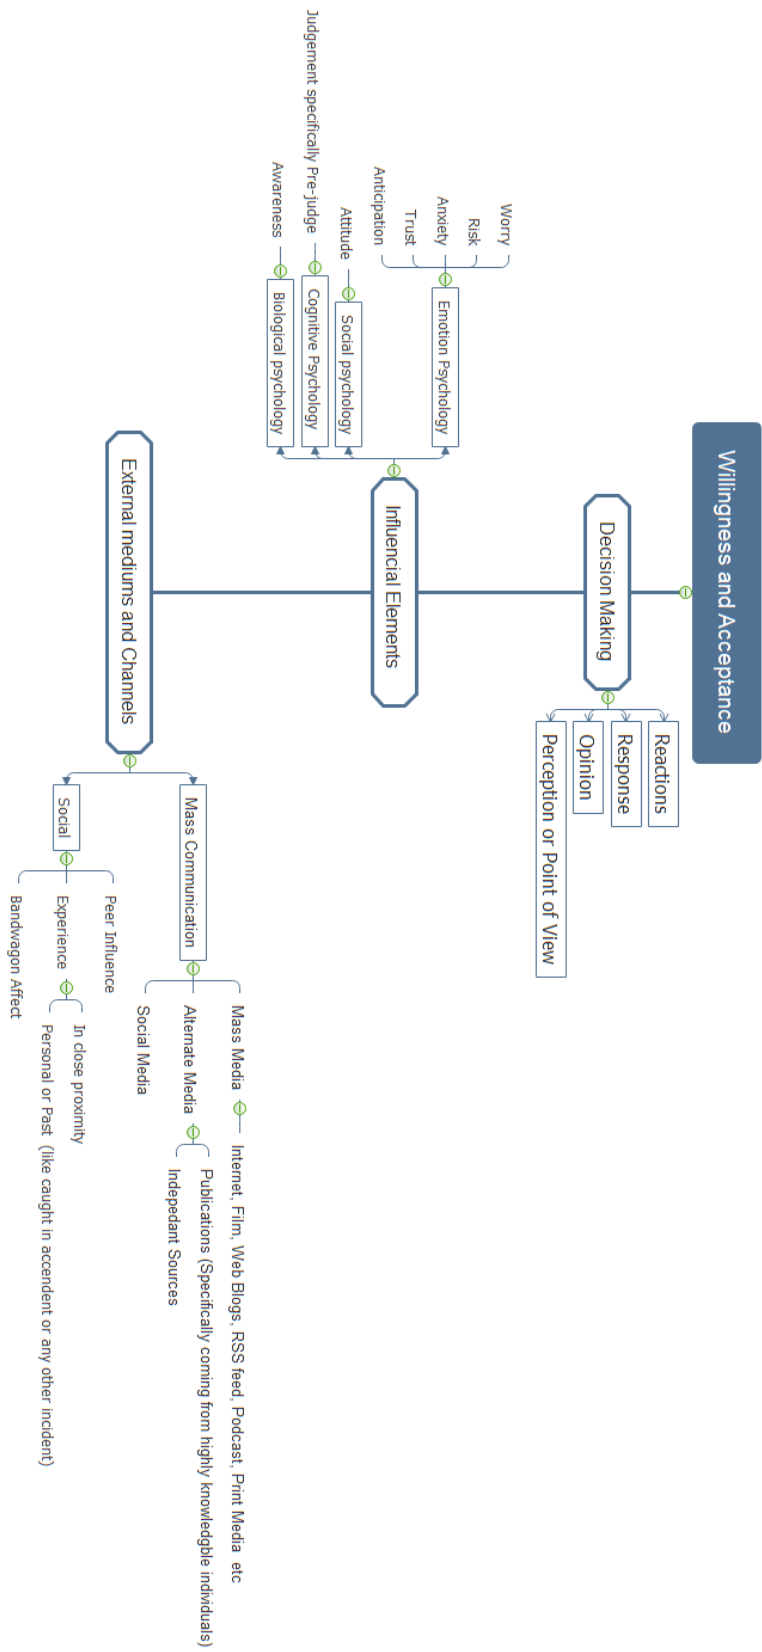 Willingness and Acceptance
Decision Making
Reactions
Response
Opinion
Perception or Point of View
Influencial Elements
Emotion Psychology
Worry
Risk
Anxiety
Trust
Anticipation
Social psychology
Attitude
Cognitive Psychology
Judgement specifically Pre-judge
Biological psychology
Awareness
External mediums and Channels
Mass Communication
Mass Media
Internet, Film, Web Blogs, RSS feed, Podcast, Print Media etc
Alternate Media
Publications (Specifically coming from highly knowledgble individuals)
Indepedant Sources
Social Media
Social
Peer Influence
Experience
In close proximity
Personal or Past (like caught in accendent or any other incident)
Bandwagon Affect